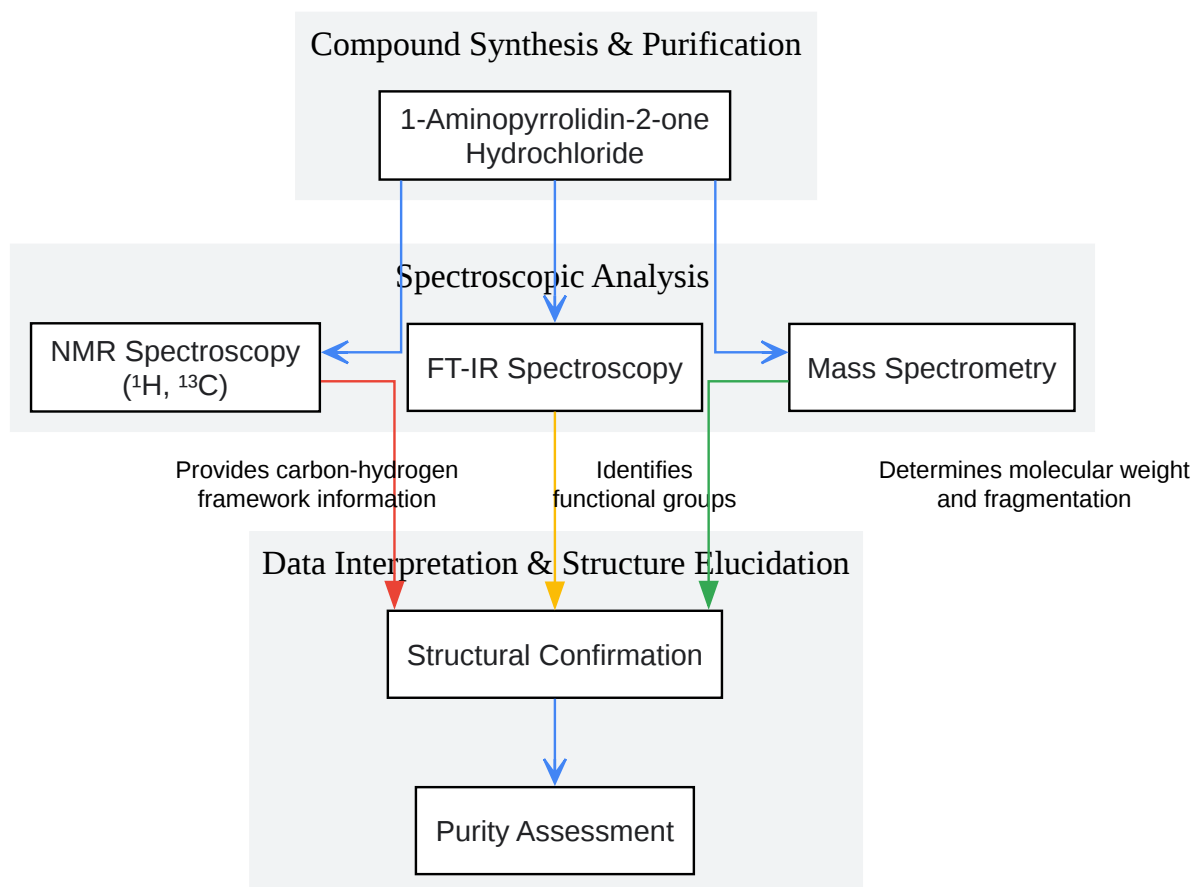 Compound Synthesis & Purification
1-Aminopyrrolidin-2-one
Hydrochloride
Spectroscopic Analysis
NMR Spectroscopy
(¹H, ¹³C)
FT-IR Spectroscopy
Mass Spectrometry
Provides carbon-hydrogen
framework information
Identifies
functional groups
Determines molecular weight
and fragmentation
Data Interpretation & Structure Elucidation
Structural Confirmation
Purity Assessment